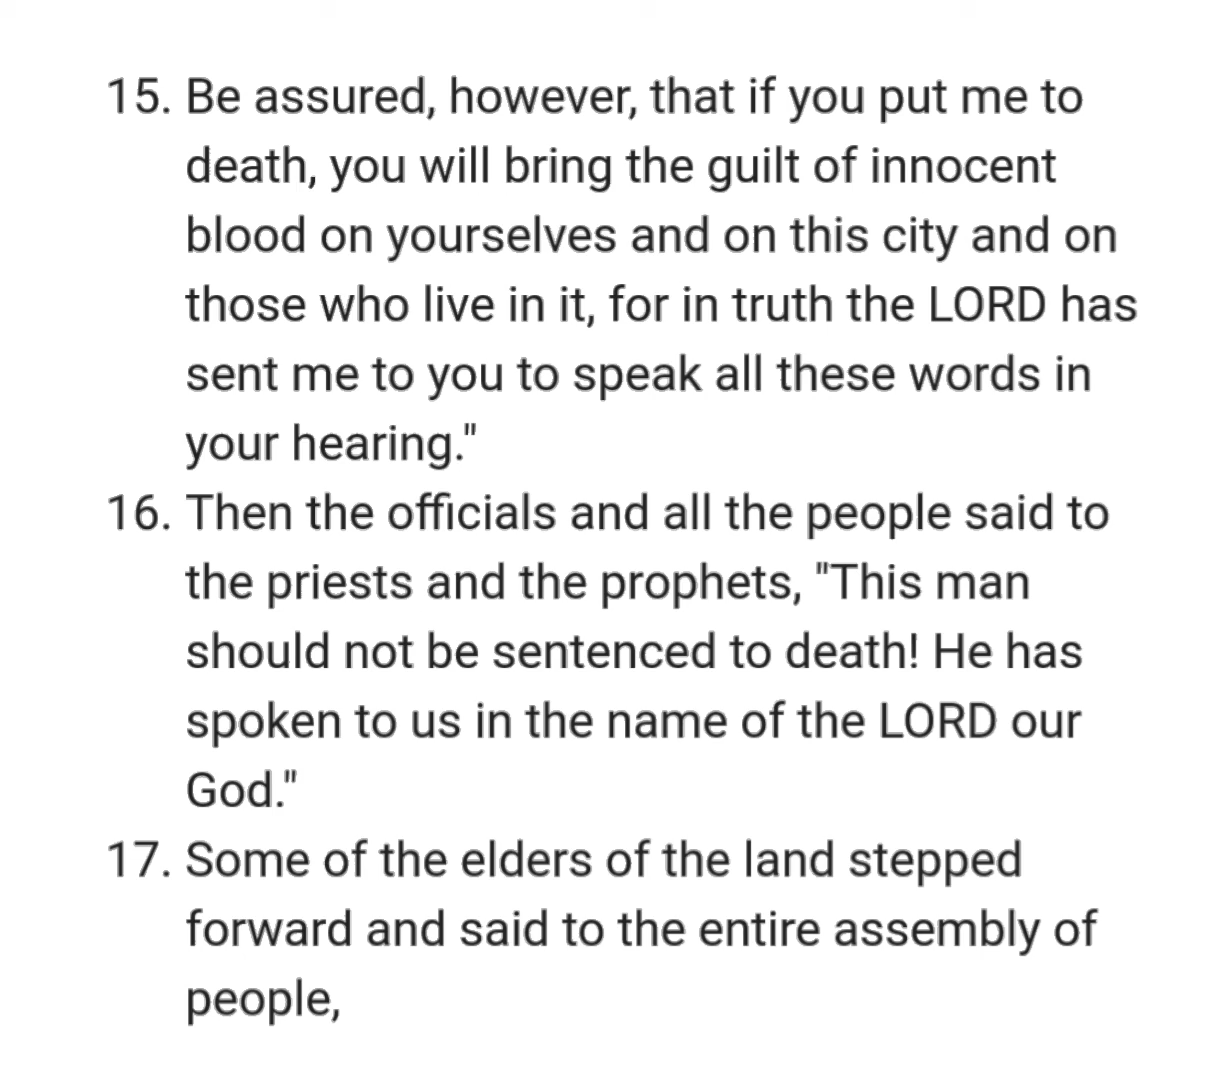 15. Be assured, however, that if you put me to
death, you will bring the guilt of innocent
blood on yourselves and on this city and on
those who live in it, for in truth the LORD has
sent me to you to speak all these words in
your hearing."
16. Then the officials and all the people said to
the priests and the prophets, "This man
should not be sentenced to death! He has
spoken to us in the name of the LORD our
God."
17. Some of the elders of the land stepped
forward and said to the entire assembly of
people,